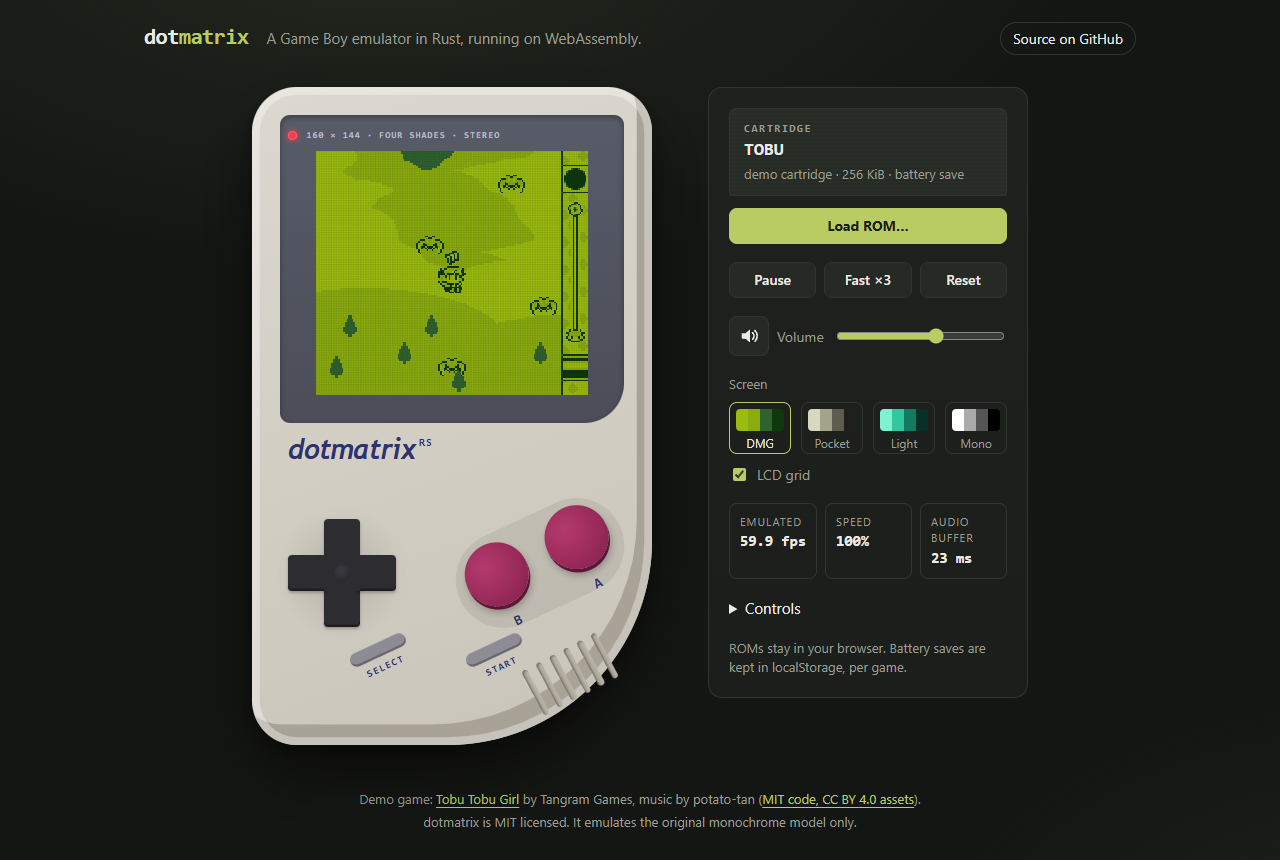 dotmatrix A Game Boy emulator in Rust, running on WebAssembly.
Source on GitHub
160 × 144 · FOUR SHADES · STEREO
dotmatrix RS
B
A
SELECT
START
CARTRIDGE
TOBU
demo cartridge · 256 KiB · battery save
Load ROM…
Pause Fast ×3 Reset
Volume
Screen
DMG Pocket Light Mono
LCD grid
EMULATED
59.9 fps
SPEED
100%
AUDIO
BUFFER
23 ms
Controls
ROMs stay in your browser. Battery saves are
kept in localStorage, per game.
Demo game: Tobu Tobu Girl by Tangram Games, music by potato-tan (MIT code, CC BY 4.0 assets).
dotmatrix is MIT licensed. It emulates the original monochrome model only.